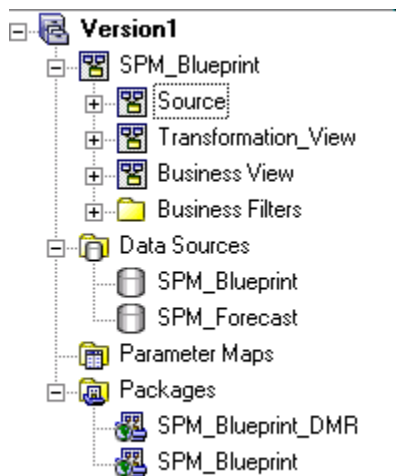 Version1
SPM_Blueprint
Source
Transformation_View
Business View
Business Filters
Data Sources
SPM_Blueprint
SPM_Forecast
Parameter Maps
Packages
SPM_Blueprint_DMR
SPM_Blueprint